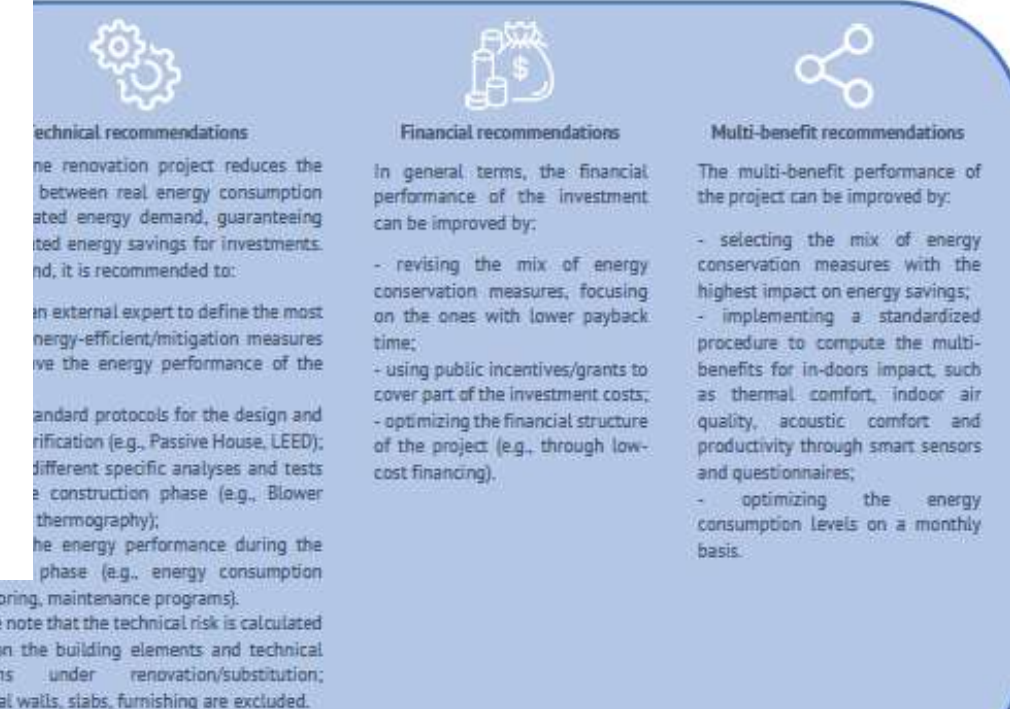 echnical recommendations
ne renovation project reduces the
between real energy consumption
ated energy demand, guaranteeing
ated energy savings for investments.
nd, it is recommended to:
an external expert to define the most
nergy-efficient/mitigation measures
ve the energy performance of the
andard protocols for the design and
rification (e.g., Passive House, LEED);
different specific analyses and tests
e construction phase (e.g., Blower
thermography);
he energy performance during the
phase (e.g., energy consumption
oring, maintenance programs).
note that the technical risk is calculated
on the building elements and technical
ns under renovation/substitution;
al walls, slabs, furnishing are excluded.
$
Financial recommendations
In general terms, the financial
performance of the investment
can be improved by:
- revising the mix of energy
conservation measures, focusing
on the ones with lower payback
time;
- using public incentives/grants to
cover part of the investment costs;
- optimizing the financial structure
of the project (e.g., through low-
cost financing).
Multi-benefit recommendations
The multi-benefit performance of
the project can be improved by:
- selecting the mix of energy
conservation measures with the
highest impact on energy savings;
- implementing a standardized
procedure to compute the multi-
benefits for in-doors impact, such
as thermal comfort, indoor air
quality, acoustic comfort and
productivity through smart sensors
and questionnaires;
- optimizing the energy
consumption levels on a monthly
basis.